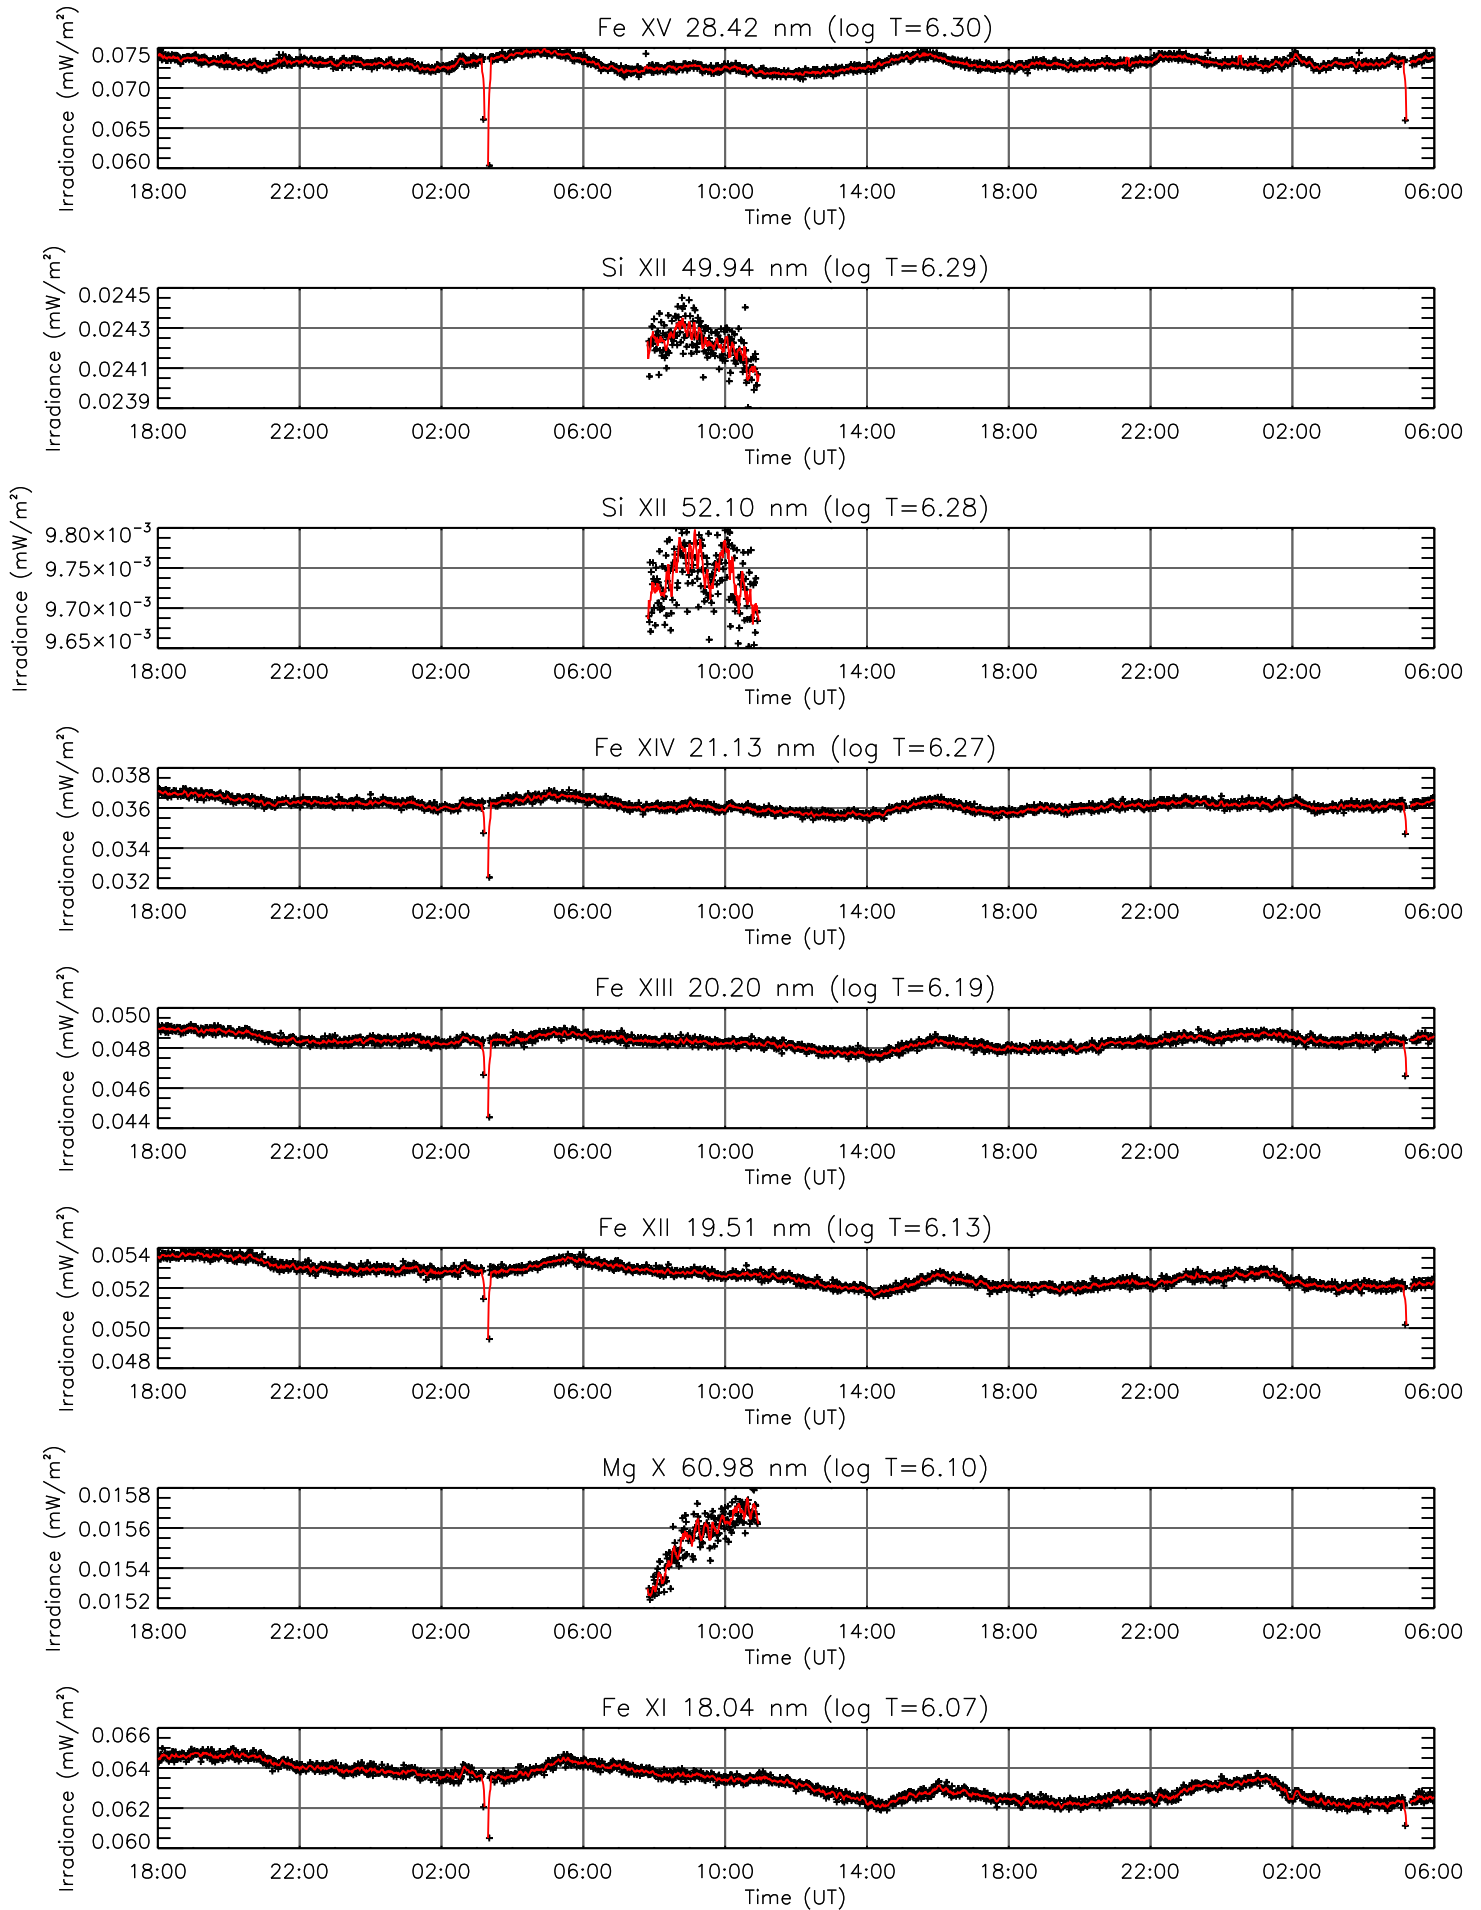 Fe XV 28.42 nm (log T=6.30)
Irradiance (mW/m²)
0.075
0.070
0.065
0.060
18:00 22:00 02:00 06:00 10:00 14:00 18:00 22:00 02:00 06:00
Time (UT)
Si XII 49.94 nm (log T=6.29)
Irradiance (mW/m²)
0.0245
0.0243
0.0241
0.0239
18:00 22:00 02:00 06:00 10:00 14:00 18:00 22:00 02:00 06:00
Time (UT)
Si XII 52.10 nm (log T=6.28)
Irradiance (mW/m²)
9.80×10⁻³
9.75×10⁻³
9.70×10⁻³
9.65×10⁻³
18:00 22:00 02:00 06:00 10:00 14:00 18:00 22:00 02:00 06:00
Time (UT)
Fe XIV 21.13 nm (log T=6.27)
Irradiance (mW/m²)
0.038
0.036
0.034
0.032
18:00 22:00 02:00 06:00 10:00 14:00 18:00 22:00 02:00 06:00
Time (UT)
Fe XIII 20.20 nm (log T=6.19)
Irradiance (mW/m²)
0.050
0.048
0.046
0.044
18:00 22:00 02:00 06:00 10:00 14:00 18:00 22:00 02:00 06:00
Time (UT)
Fe XII 19.51 nm (log T=6.13)
Irradiance (mW/m²)
0.054
0.052
0.050
0.048
18:00 22:00 02:00 06:00 10:00 14:00 18:00 22:00 02:00 06:00
Time (UT)
Mg X 60.98 nm (log T=6.10)
Irradiance (mW/m²)
0.0158
0.0156
0.0154
0.0152
18:00 22:00 02:00 06:00 10:00 14:00 18:00 22:00 02:00 06:00
Time (UT)
Fe XI 18.04 nm (log T=6.07)
Irradiance (mW/m²)
0.066
0.064
0.062
0.060
18:00 22:00 02:00 06:00 10:00 14:00 18:00 22:00 02:00 06:00
Time (UT)